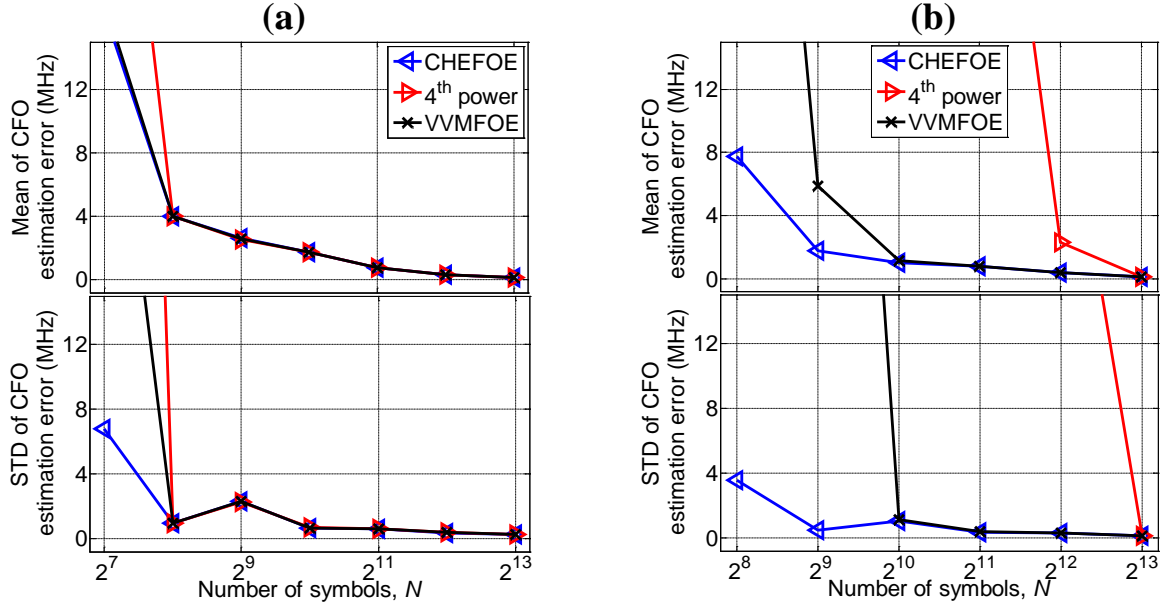 (a)
Mean of CFO
estimation error (MHz)
12
8
4
0
CHEFOE
4th power
VVMFOE
STD of CFO
estimation error (MHz)
12
8
4
0
2^7
2^9
2^11
2^13
Number of symbols, N
(b)
Mean of CFO
estimation error (MHz)
12
8
4
0
CHEFOE
4th power
VVMFOE
STD of CFO
estimation error (MHz)
12
8
4
0
2^8
2^9
2^10
2^11
2^12
2^13
Number of symbols, N